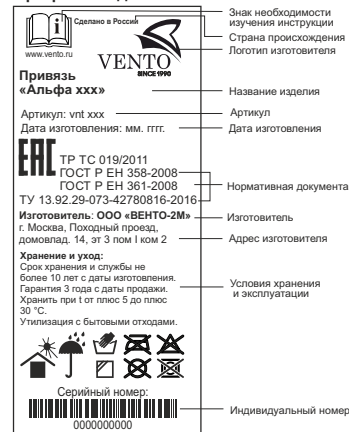 Сделано в России
www.vento.ru
VENTO
SINCE 1990
Привязь
«Альфа xxx»
Артикул: vnt xxx
Дата изготовления: мм. гггг.
ЕАС
ТР ТС 019/2011
ГОСТ Р ЕН 358-2008
ГОСТ Р ЕН 361-2008
ТУ 13.92.29-073-42780816-2016
Изготовитель: ООО «ВЕНТО-2М»
г. Москва, Походный проезд,
домовлад. 14, эт 3 пом I ком 2
Хранение и уход:
Срок хранения и службы не
более 10 лет с даты изготовления.
Гарантия 3 года с даты продажи.
Хранить при t от плюс 5 до плюс
30 °С.
Утилизация с бытовыми отходами.
Серийный номер:
0000000000
Знак необходимости
изучения инструкции
Страна происхождения
Логотип изготовителя
Название изделия
Артикул
Дата изготовления
Нормативная документа
Изготовитель
Адрес изготовителя
Условия хранения
и эксплуатации
Индивидуальный номер